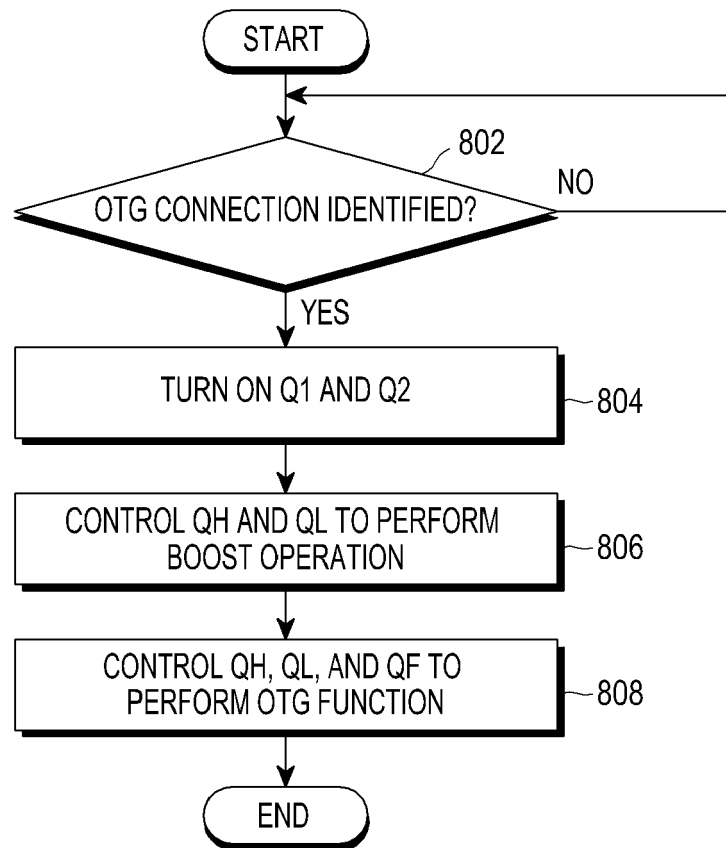 START
802
OTG CONNECTION IDENTIFIED?
NO
YES
TURN ON Q1 AND Q2
804
CONTROL QH AND QL TO PERFORM
BOOST OPERATION
806
CONTROL QH, QL, AND QF TO
PERFORM OTG FUNCTION
808
END